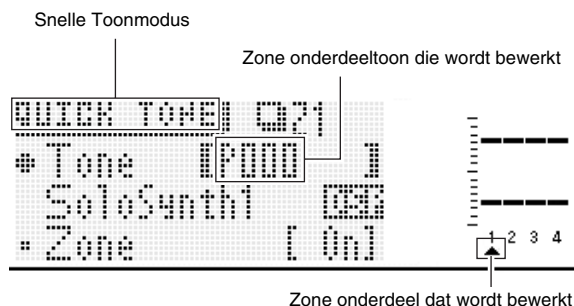 Snelle Toonmodus
Zone onderdeeltoon die wordt bewerkt
QUICK TONE
Tone [P000]
SoloSynth1
Zone [ On]
1 2 3 4
Zone onderdeel dat wordt bewerkt